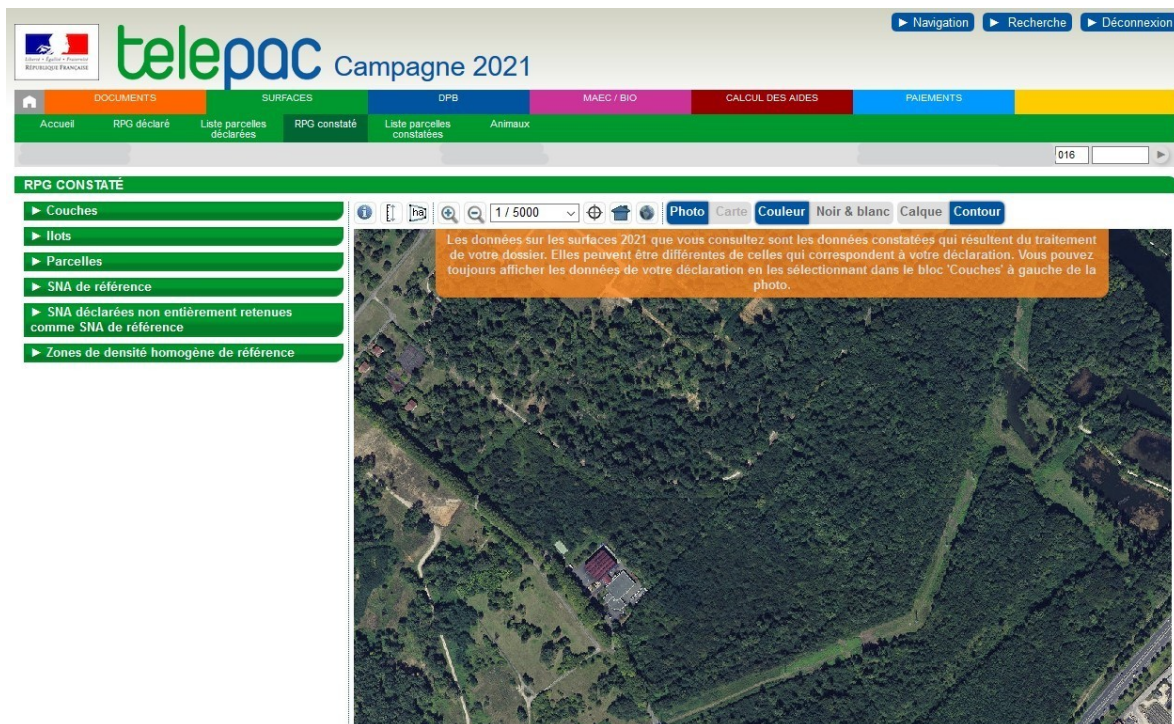 ► Navigation ► Recherche ► Déconnexion
Liberté • Égalité • Fraternité
RÉPUBLIQUE FRANÇAISE
telepac Campagne 2021
DOCUMENTS SURFACES DPB MAEC / BIO CALCUL DES AIDES PAIEMENTS
Accueil RPG déclaré Liste parcelles déclarées RPG constaté Liste parcelles constatées Animaux
016
RPG CONSTATÉ
► Couches
► Ilots
► Parcelles
► SNA de référence
► SNA déclarées non entièrement retenues
comme SNA de référence
► Zones de densité homogène de référence
ha 1 / 5000 Photo Carte Couleur Noir & blanc Calque Contour
Les données sur les surfaces 2021 que vous consultez sont les données constatées qui résultent du traitement
de votre dossier. Elles peuvent être différentes de celles qui correspondent à votre déclaration. Vous pouvez
toujours afficher les données de votre déclaration en les sélectionnant dans le bloc 'Couches' à gauche de la
photo.